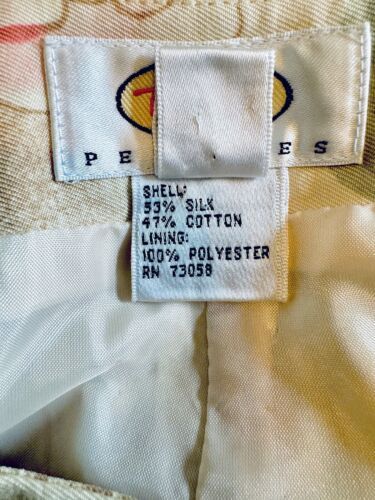 PE ES
SHELL:
53% SILK
47% COTTON
LINING:
100% POLYESTER
RN 73058